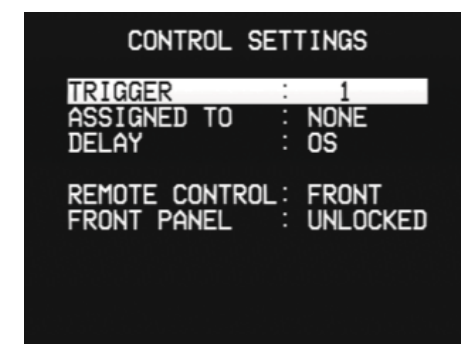 CONTROL SETTINGS
TRIGGER : 1
ASSIGNED TO : NONE
DELAY : 0S
REMOTE CONTROL: FRONT
FRONT PANEL : UNLOCKED